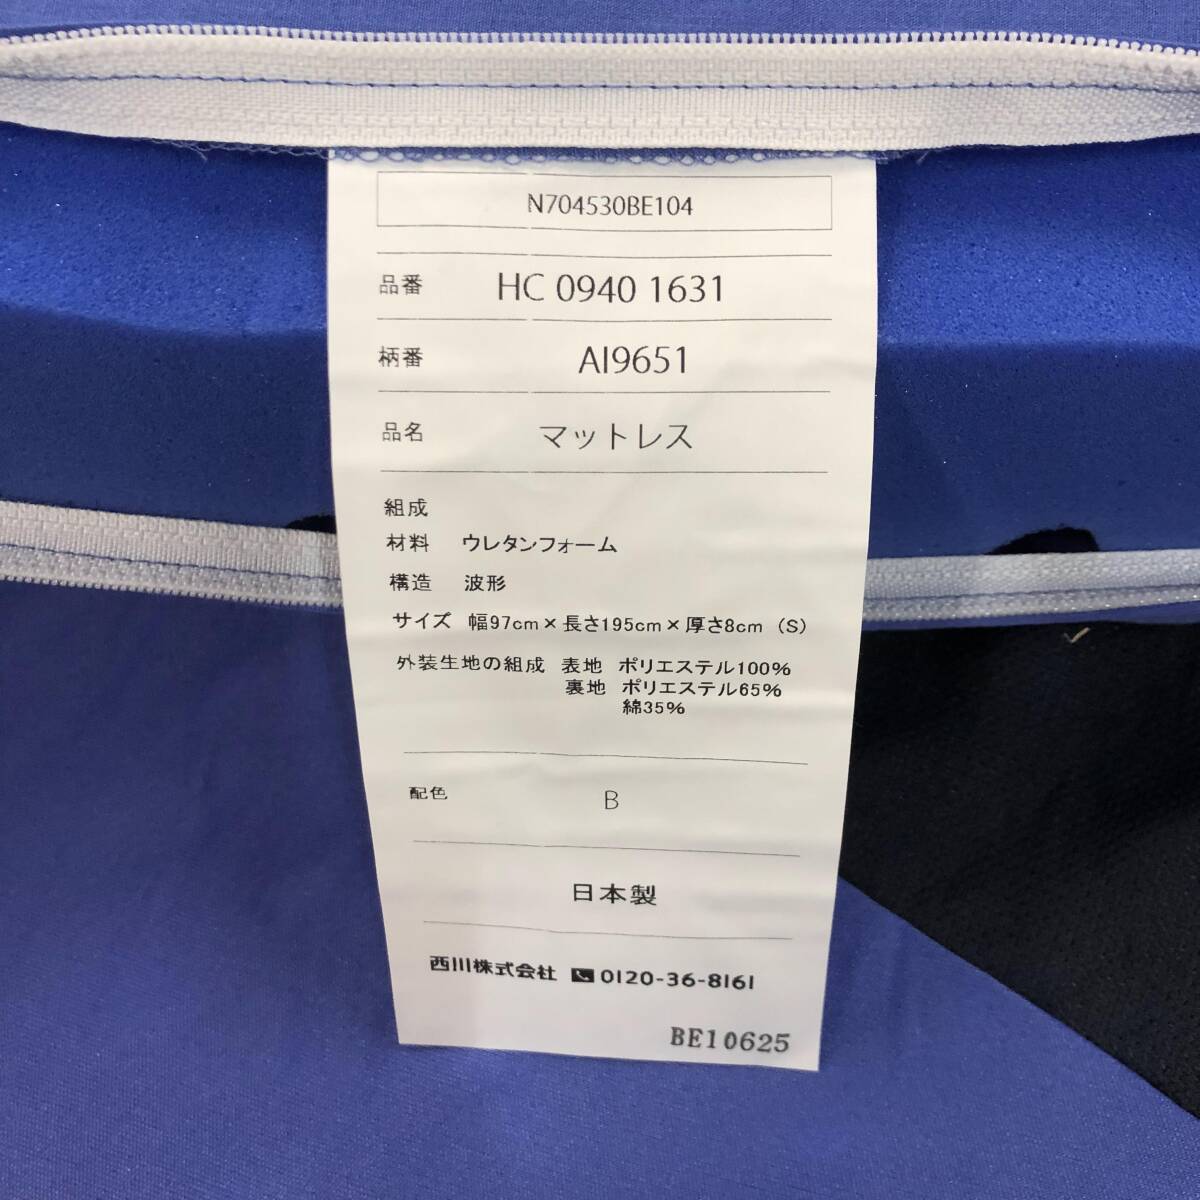 N704530BE104
品番 HC 0940 1631
柄番 AI9651
品名 マットレス
組成
材料 ウレタンフォーム
構造 波形
サイズ 幅97cm×長さ195cm×厚さ8cm (S)
外装生地の組成 表地 ポリエステル100%
裏地 ポリエステル65%
綿35%
配色 B
日本製
西川株式会社 0120-36-8161
BE10625